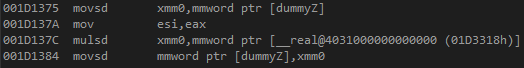 001D1375 movsd xmm0,mmword ptr [dummyZ]
001D137A mov esi,eax
001D137C mulsd xmm0,mmword ptr [__real@4031000000000000 (01D3318h)]
001D1384 movsd mmword ptr [dummyZ],xmm0